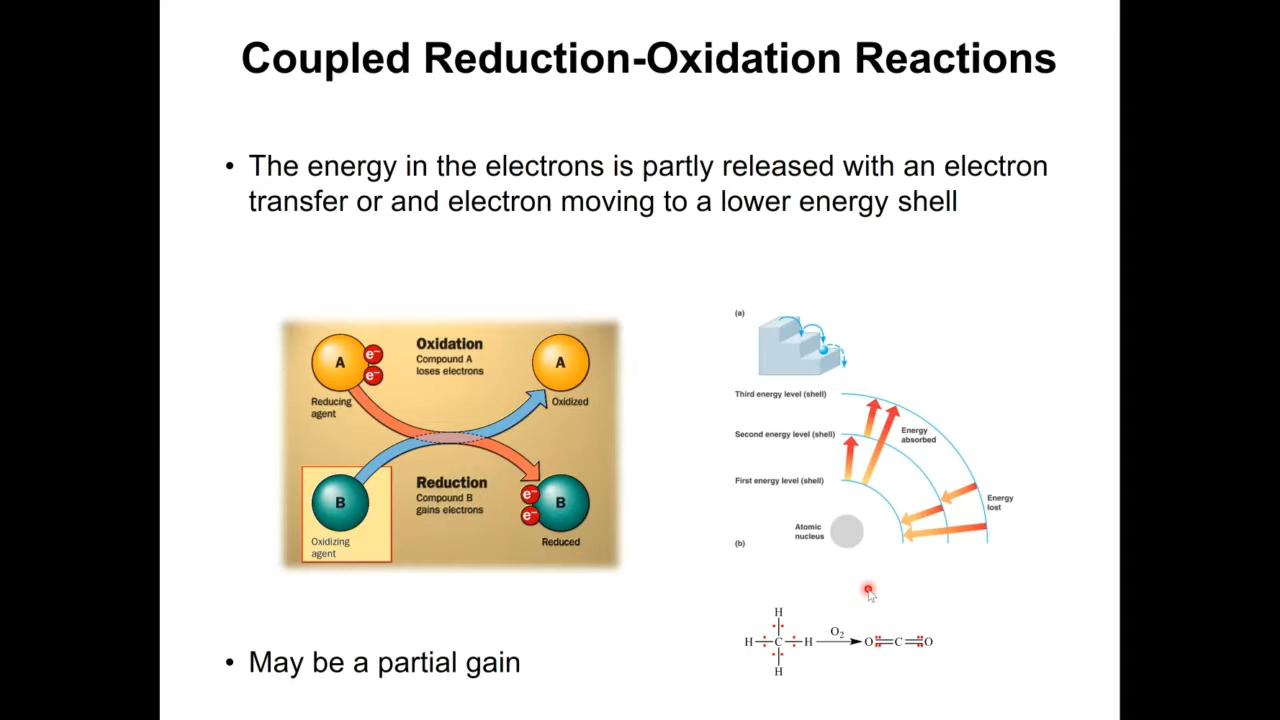 Coupled Reduction-Oxidation Reactions
• The energy in the electrons is partly released with an electron
transfer or and electron moving to a lower energy shell
A
e⁻
e⁻
Reducing
agent
Oxidation
Compound A
loses electrons
A
Oxidized
B
Oxidizing
agent
Reduction
Compound B
gains electrons
e⁻
e⁻
B
Reduced
(a)
Third energy level (shell)
Second energy level (shell)
Energy
absorbed
First energy level (shell)
Energy
lost
Atomic
nucleus
(b)
H
H C H O₂ O C O
H
• May be a partial gain